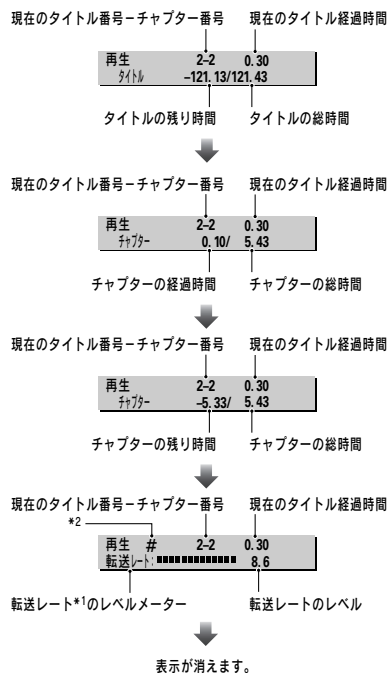 現在のタイトル番号－チャプター番号 現在のタイトル経過時間
再生 2–2 0.30
タイトル –121.13/121.43
タイトルの残り時間 タイトルの総時間
現在のタイトル番号－チャプター番号 現在のタイトル経過時間
再生 2–2 0.30
チャプター 0.10/ 5.43
チャプターの経過時間 チャプターの総時間
現在のタイトル番号－チャプター番号 現在のタイトル経過時間
再生 2–2 0.30
チャプター –5.33/ 5.43
チャプターの残り時間 チャプターの総時間
現在のタイトル番号－チャプター番号 現在のタイトル経過時間
*2
再生 # 2–2 0.30
転送レート: 8.6
転送レート*1のレベルメーター 転送レートのレベル
表示が消えます。